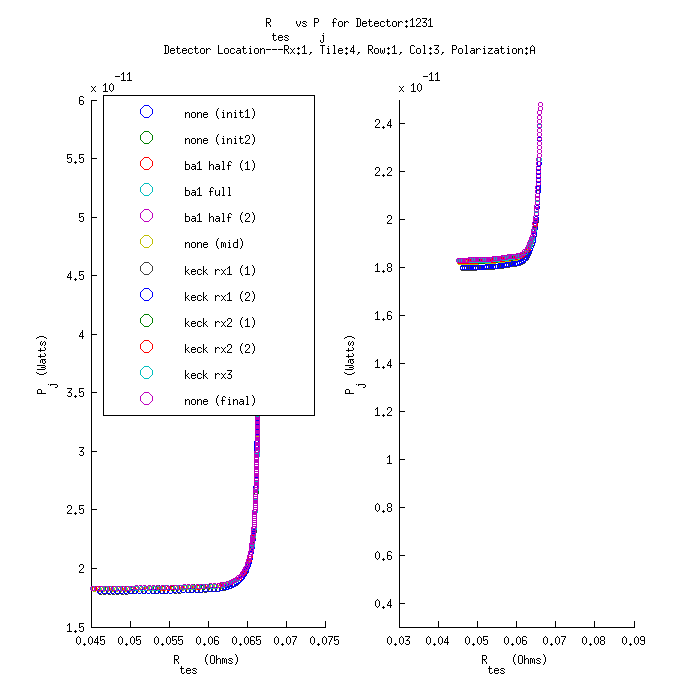 R_tes vs P_j for Detector:1231
Detector Location---Rx:1, Tile:4, Row:1, Col:3, Polarization:A
x 10^-11
6
5.5
5
4.5
4
3.5
3
2.5
2
1.5
P_j (Watts)
0.045 0.05 0.055 0.06 0.065 0.07 0.075
R_tes (Ohms)
none (init1)
none (init2)
ba1 half (1)
ba1 full
ba1 half (2)
none (mid)
keck rx1 (1)
keck rx1 (2)
keck rx2 (1)
keck rx2 (2)
keck rx3
none (final)
x 10^-11
2.4
2.2
2
1.8
1.6
1.4
1.2
1
0.8
0.6
0.4
P_j (Watts)
0.03 0.04 0.05 0.06 0.07 0.08 0.09
R_tes (Ohms)